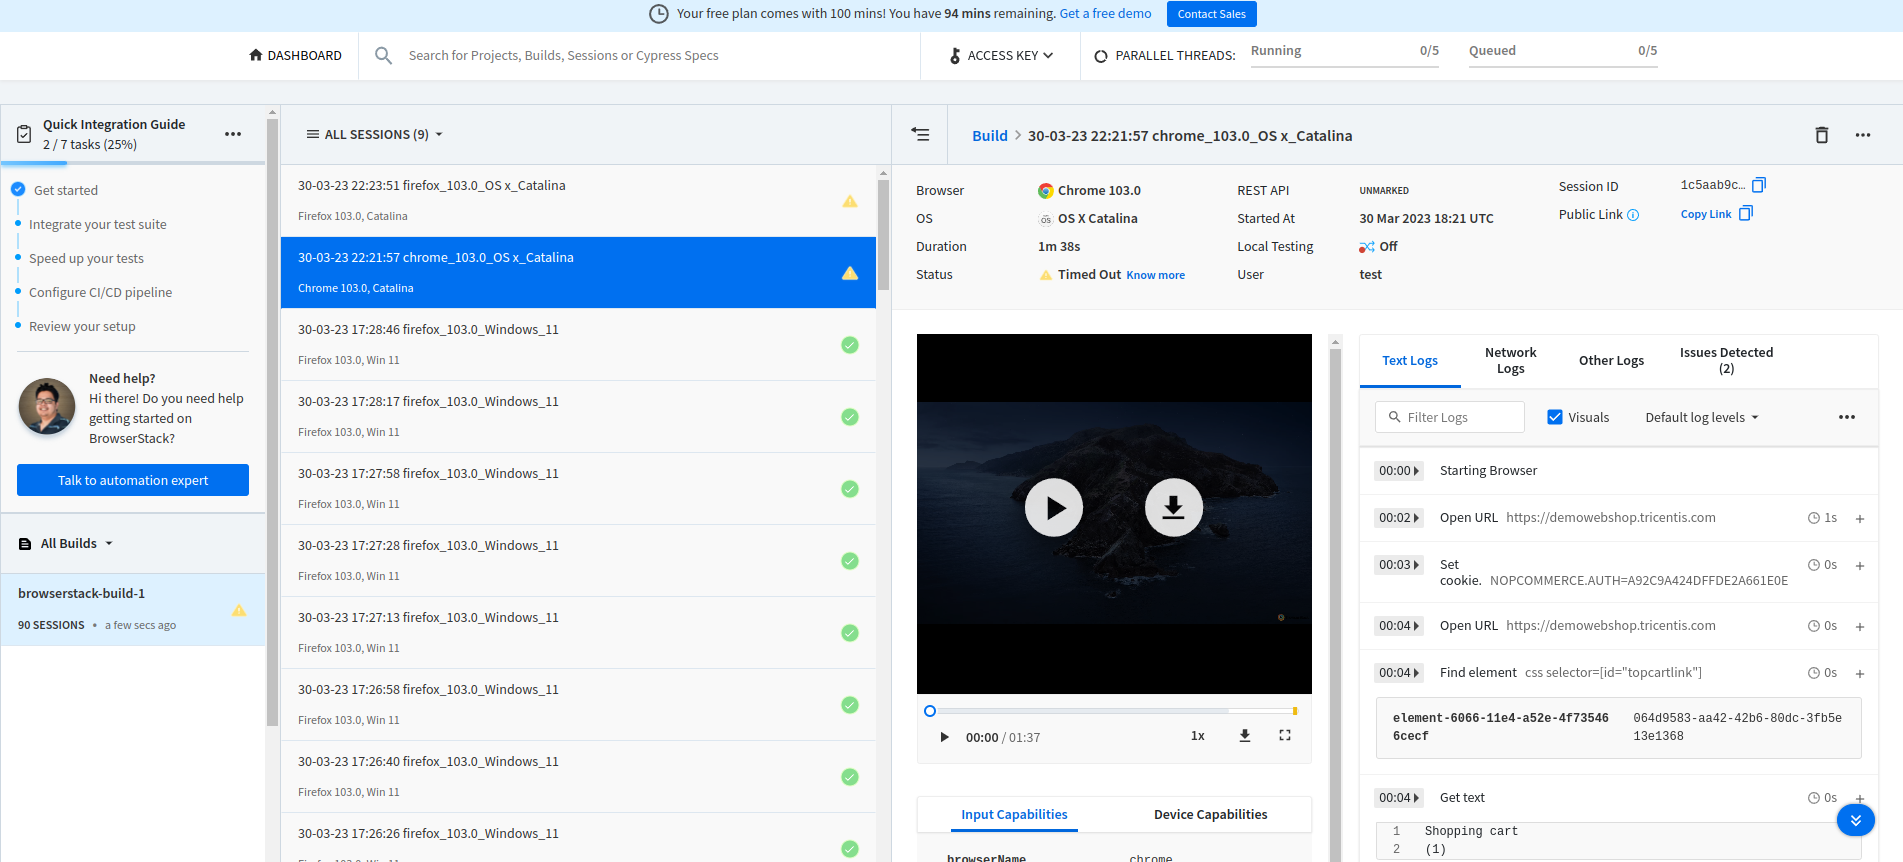 Your free plan comes with 100 mins! You have 94 mins remaining. Get a free demo
Contact Sales
DASHBOARD
Search for Projects, Builds, Sessions or Cypress Specs
ACCESS KEY
PARALLEL THREADS:
Running 0/5
Queued 0/5
Quick Integration Guide
2 / 7 tasks (25%)
Get started
Integrate your test suite
Speed up your tests
Configure CI/CD pipeline
Review your setup
Need help?
Hi there! Do you need help
getting started on
BrowserStack?
Talk to automation expert
All Builds
browserstack-build-1
90 SESSIONS • a few secs ago
ALL SESSIONS (9)
30-03-23 22:23:51 firefox_103.0_OS x_Catalina
Firefox 103.0, Catalina
30-03-23 22:21:57 chrome_103.0_OS x_Catalina
Chrome 103.0, Catalina
30-03-23 17:28:46 firefox_103.0_Windows_11
Firefox 103.0, Win 11
30-03-23 17:28:17 firefox_103.0_Windows_11
Firefox 103.0, Win 11
30-03-23 17:27:58 firefox_103.0_Windows_11
Firefox 103.0, Win 11
30-03-23 17:27:28 firefox_103.0_Windows_11
Firefox 103.0, Win 11
30-03-23 17:27:13 firefox_103.0_Windows_11
Firefox 103.0, Win 11
30-03-23 17:26:58 firefox_103.0_Windows_11
Firefox 103.0, Win 11
30-03-23 17:26:40 firefox_103.0_Windows_11
Firefox 103.0, Win 11
30-03-23 17:26:26 firefox_103.0_Windows_11
Firefox 103.0, Win 11
Build > 30-03-23 22:21:57 chrome_103.0_OS x_Catalina
Browser Chrome 103.0
OS OS X Catalina
Duration 1m 38s
Status Timed Out Know more
REST API UNMARKED
Started At 30 Mar 2023 18:21 UTC
Local Testing Off
User test
Session ID 1c5aab9c…
Public Link Copy Link
00:00 / 01:37
1x
Input Capabilities
Device Capabilities
browserName chrome
Text Logs
Network
Logs
Other Logs
Issues Detected
(2)
Filter Logs
Visuals
Default log levels
00:00 Starting Browser
00:02 Open URL https://demowebshop.tricentis.com 1s +
00:03 Set
cookie. NOPCOMMERCE.AUTH=A92C9A424DFFDE2A661E0E 0s +
00:04 Open URL https://demowebshop.tricentis.com 0s +
00:04 Find element css selector=[id="topcartlink"] 0s +
element-6066-11e4-a52e-4f73546 064d9583-aa42-42b6-80dc-3fb5e
6cecf 13e1368
00:04 Get text 0s +
1 Shopping cart
2 (1)